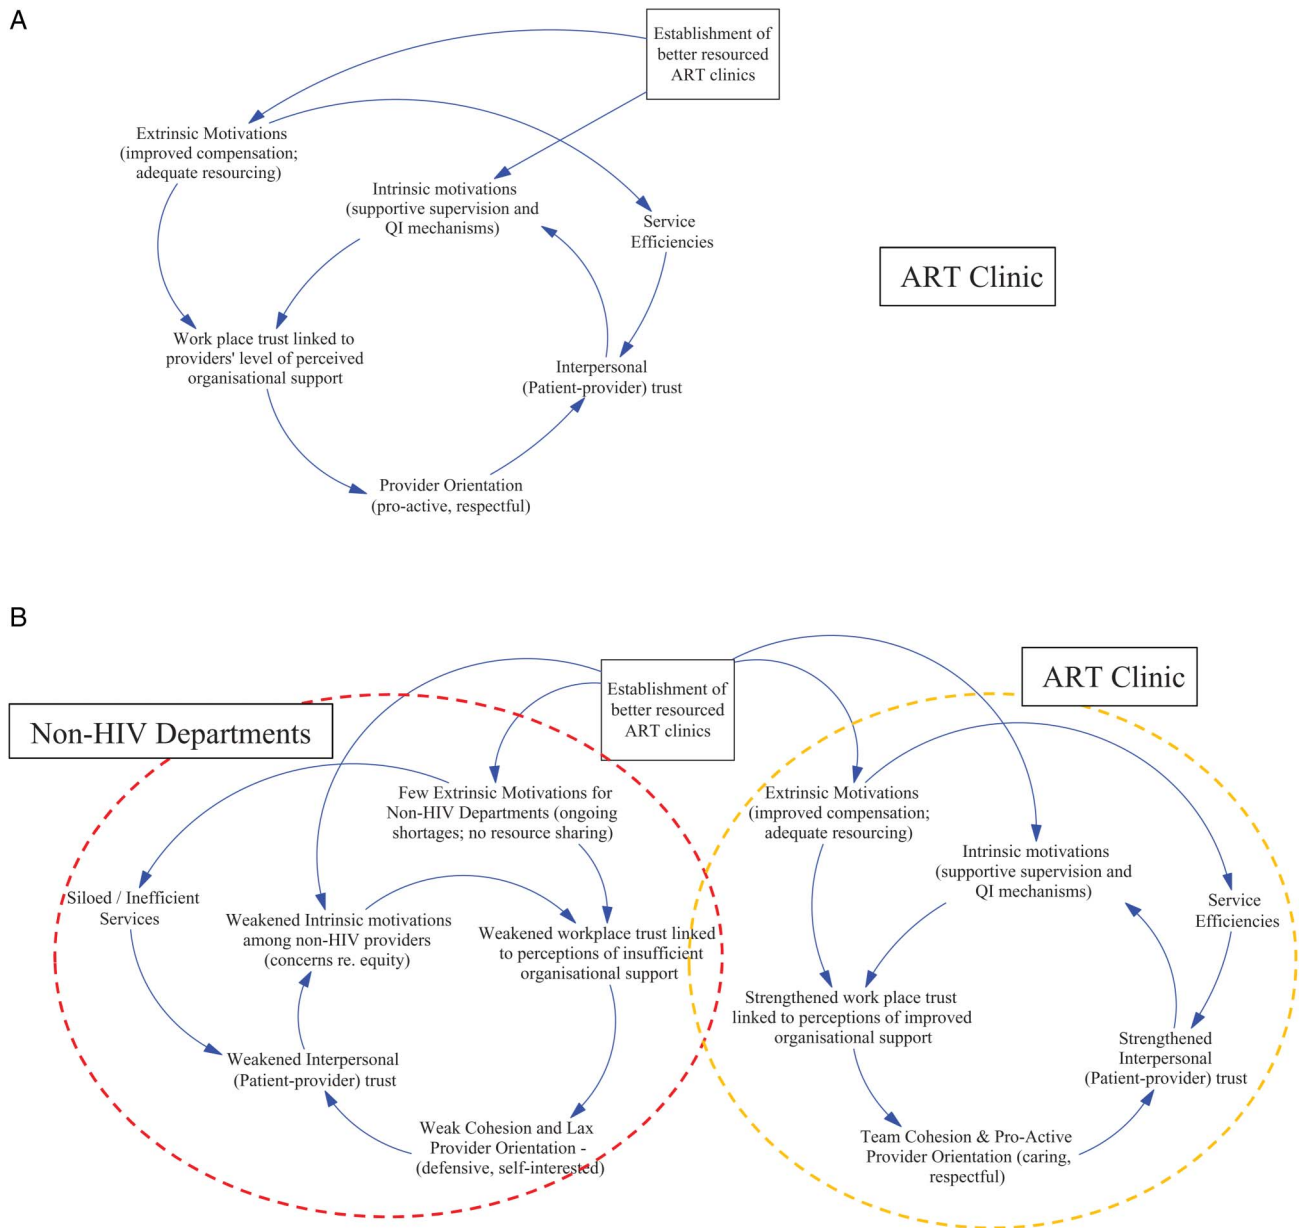 A
Establishment of
better resourced
ART clinics
Extrinsic Motivations
(improved compensation;
adequate resourcing)
Intrinsic motivations
(supportive supervision and
QI mechanisms)
Service
Efficiencies
ART Clinic
Work place trust linked to
providers' level of perceived
organisational support
Interpersonal
(Patient-provider) trust
Provider Orientation
(pro-active, respectful)
B
Non-HIV Departments
Establishment of
better resourced
ART clinics
ART Clinic
Few Extrinsic Motivations for
Non-HIV Departments (ongoing
shortages; no resource sharing)
Siloed / Inefficient
Services
Weakened Intrinsic motivations
among non-HIV providers
(concerns re. equity)
Weakened workplace trust linked
to perceptions of insufficient
organisational support
Weakened Interpersonal
(Patient-provider) trust
Weak Cohesion and Lax
Provider Orientation -
(defensive, self-interested)
Extrinsic Motivations
(improved compensation;
adequate resourcing)
Intrinsic motivations
(supportive supervision and
QI mechanisms)
Service
Efficiencies
Strengthened work place trust
linked to perceptions of improved
organisational support
Strengthened
Interpersonal
(Patient-provider) trust
Team Cohesion & Pro-Active
Provider Orientation (caring,
respectful)